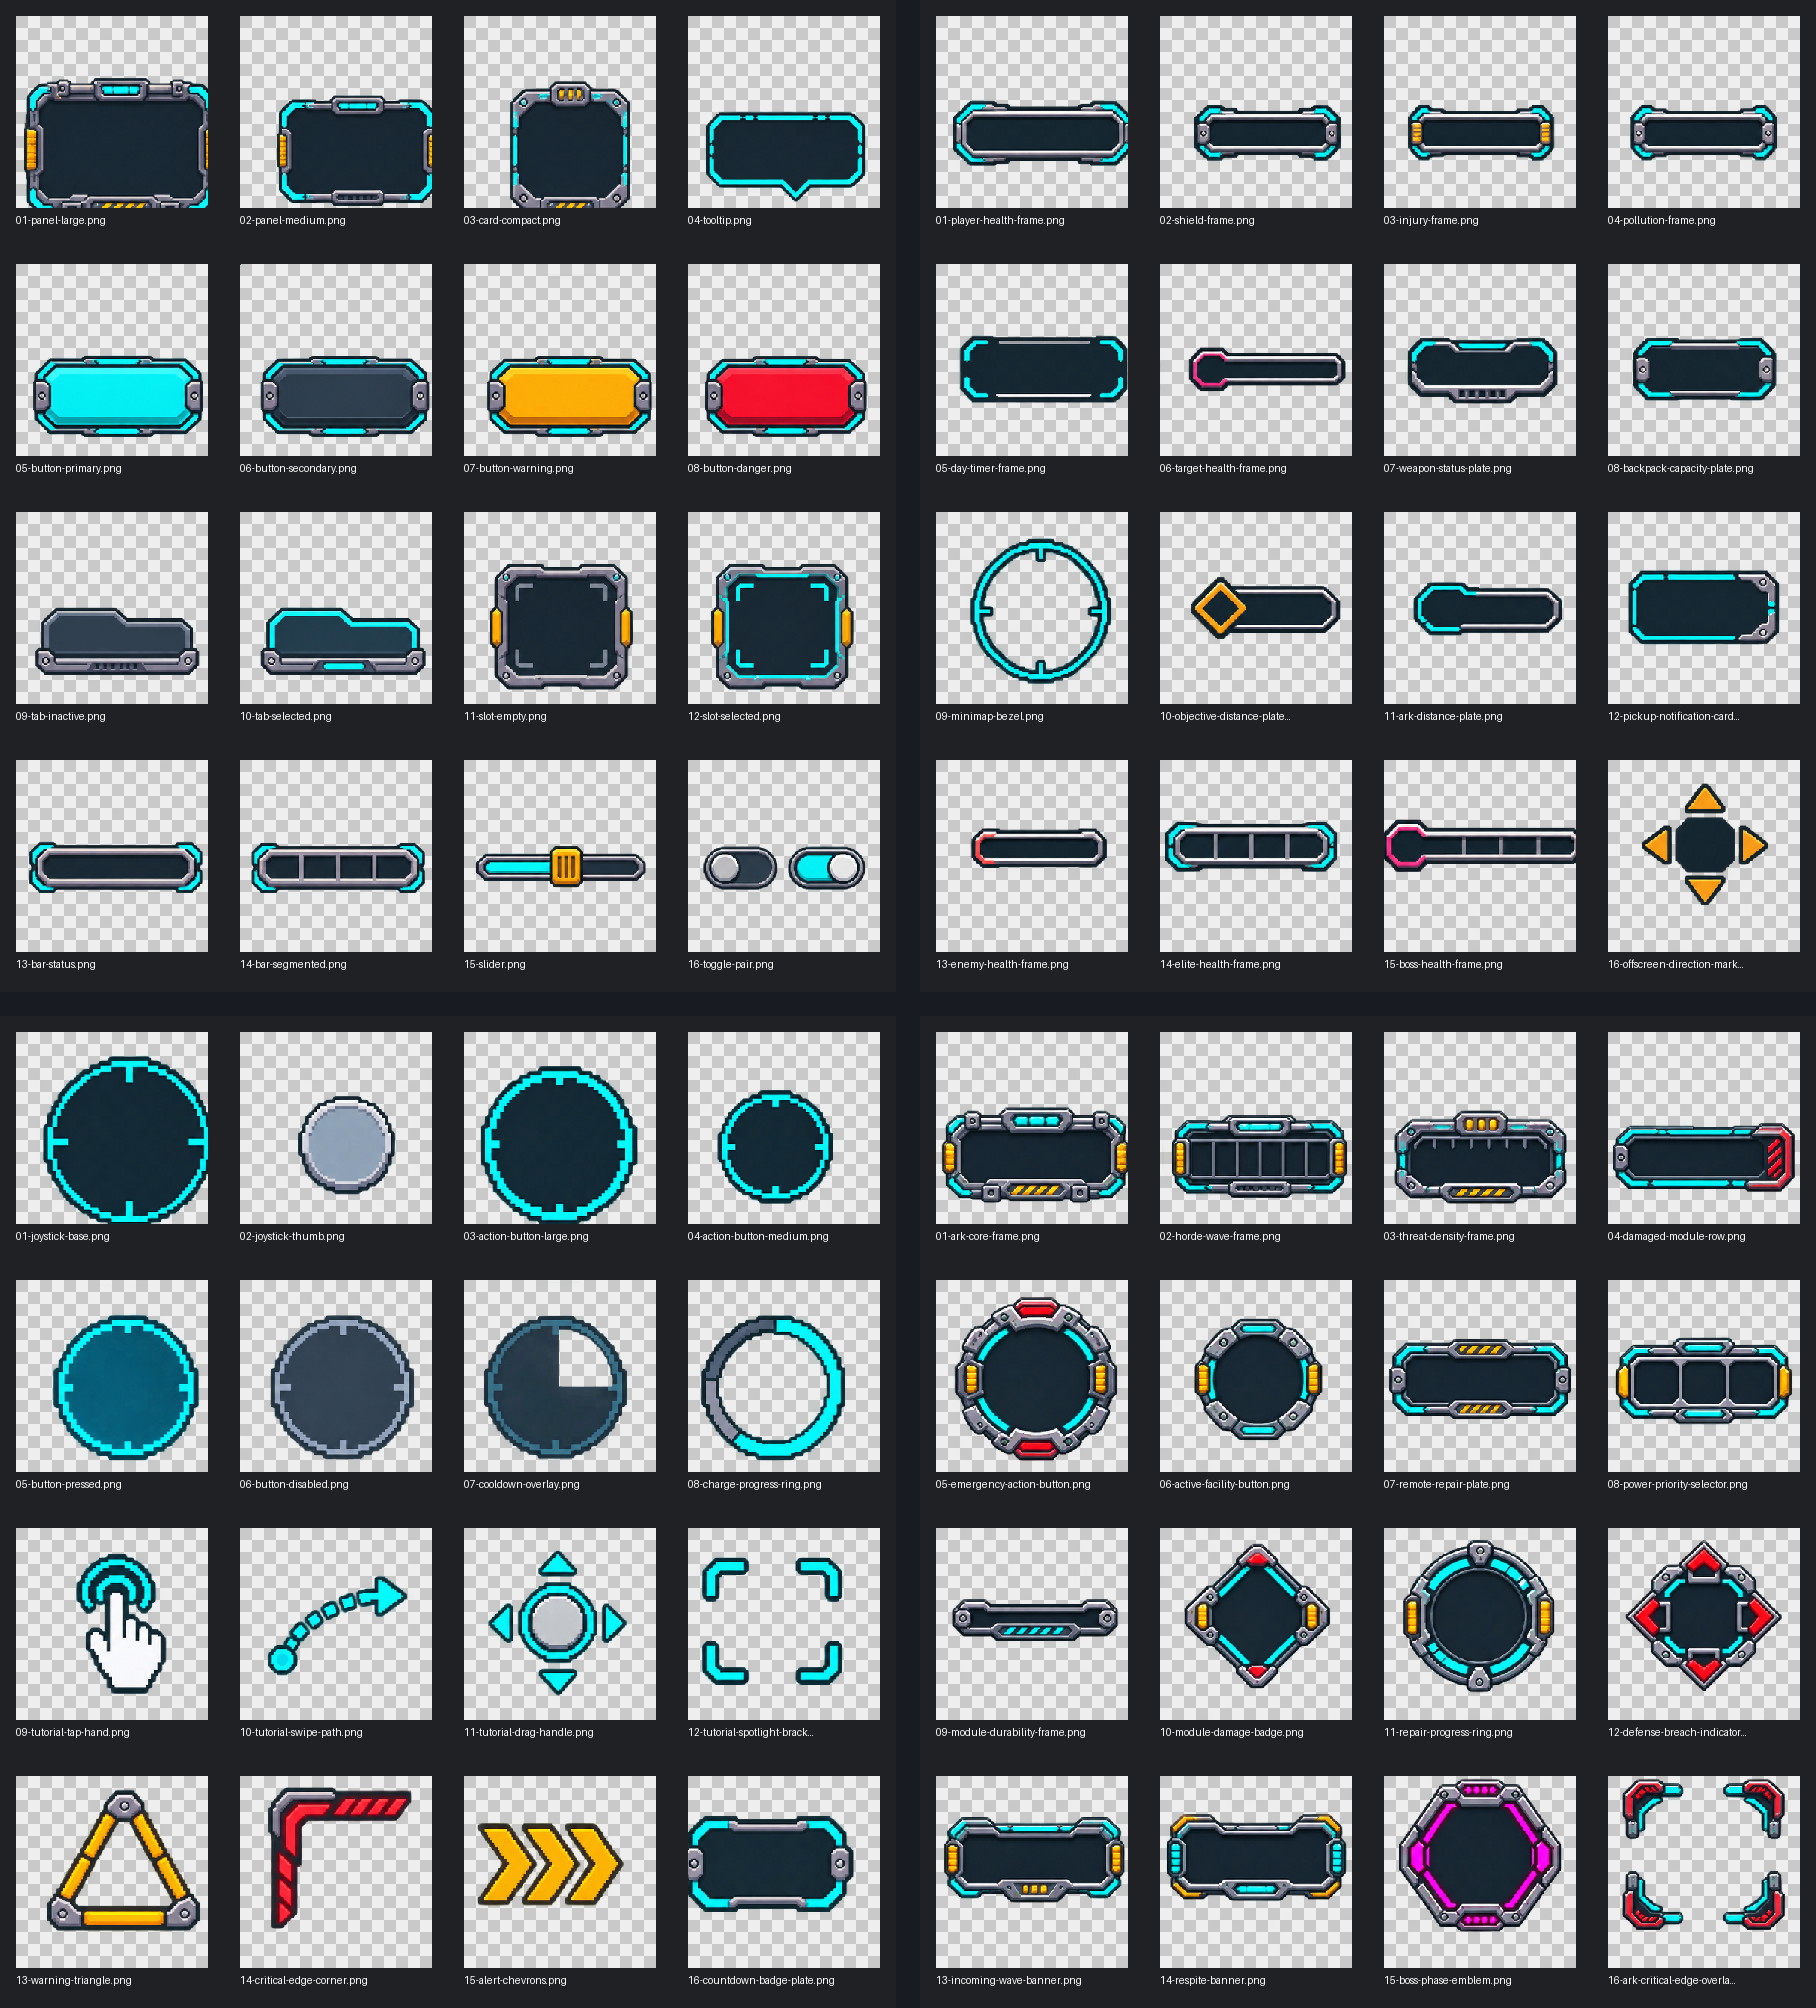 01-panel-large.png
02-panel-medium.png
03-card-compact.png
04-tooltip.png
05-button-primary.png
06-button-secondary.png
07-button-warning.png
08-button-danger.png
09-tab-inactive.png
10-tab-selected.png
11-slot-empty.png
12-slot-selected.png
13-bar-status.png
14-bar-segmented.png
15-slider.png
16-toggle-pair.png
01-player-health-frame.png
02-shield-frame.png
03-injury-frame.png
04-pollution-frame.png
05-day-timer-frame.png
06-target-health-frame.png
07-weapon-status-plate.png
08-backpack-capacity-plate.png
09-minimap-bezel.png
10-objective-distance-plate...
11-ark-distance-plate.png
12-pickup-notification-card...
13-enemy-health-frame.png
14-elite-health-frame.png
15-boss-health-frame.png
16-offscreen-direction-mark...
01-joystick-base.png
02-joystick-thumb.png
03-action-button-large.png
04-action-button-medium.png
05-button-pressed.png
06-button-disabled.png
07-cooldown-overlay.png
08-charge-progress-ring.png
09-tutorial-tap-hand.png
10-tutorial-swipe-path.png
11-tutorial-drag-handle.png
12-tutorial-spotlight-brack...
13-warning-triangle.png
14-critical-edge-corner.png
15-alert-chevrons.png
16-countdown-badge-plate.png
01-ark-core-frame.png
02-horde-wave-frame.png
03-threat-density-frame.png
04-damaged-module-row.png
05-emergency-action-button.png
06-active-facility-button.png
07-remote-repair-plate.png
08-power-priority-selector.png
09-module-durability-frame.png
10-module-damage-badge.png
11-repair-progress-ring.png
12-defense-breach-indicator...
13-incoming-wave-banner.png
14-respite-banner.png
15-boss-phase-emblem.png
16-ark-critical-edge-overla...